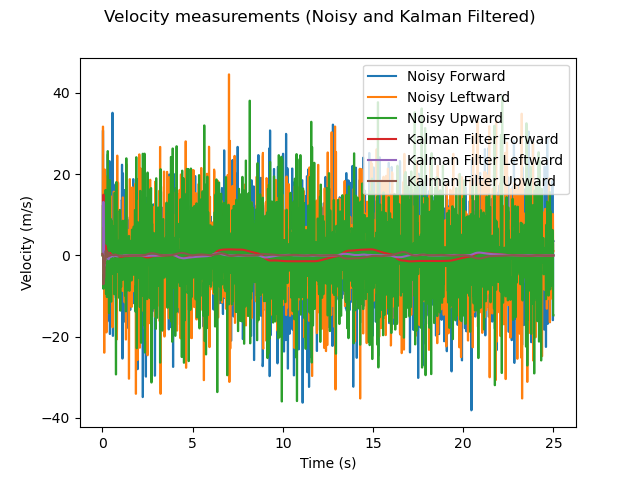 Velocity measurements (Noisy and Kalman Filtered)
Noisy Forward
Noisy Leftward
Noisy Upward
Kalman Filter Forward
Kalman Filter Leftward
Kalman Filter Upward
Velocity (m/s)
40
20
0
−20
−40
0
5
10
15
20
25
Time (s)